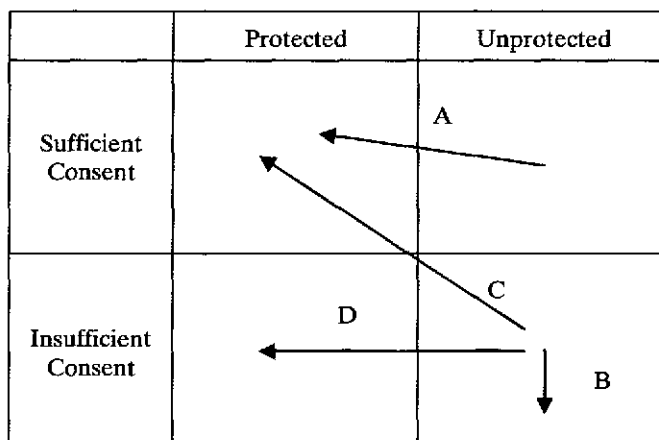 Protected Unprotected
A
Sufficient
Consent
C
D
Insufficient
Consent
B